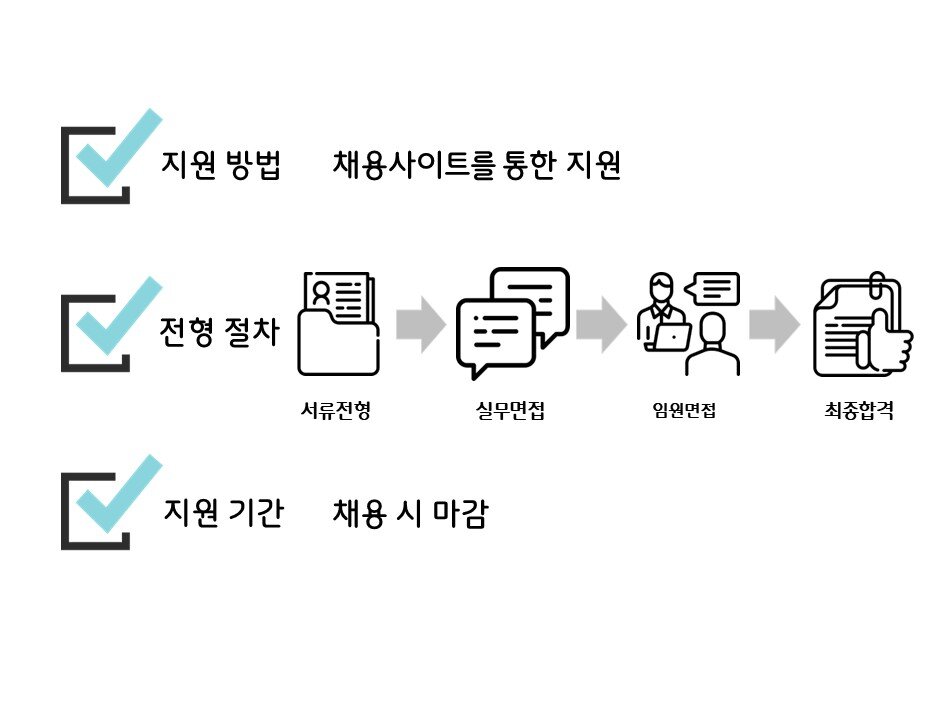 지원 방법 채용사이트를 통한 지원
전형 절차
서류전형 실무면접 임원면접 최종합격
지원 기간 채용 시 마감